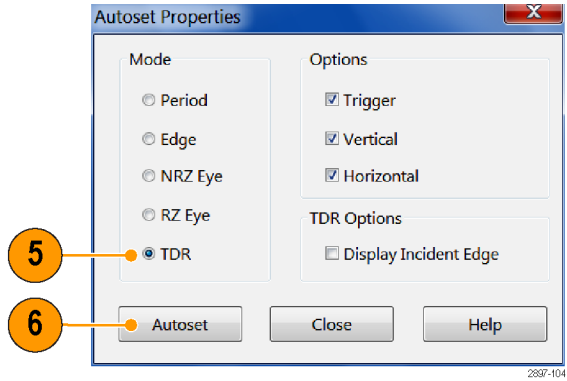 Autoset Properties
X
Mode
Period
Edge
NRZ Eye
RZ Eye
TDR
Options
Trigger
Vertical
Horizontal
TDR Options
Display Incident Edge
5
6
Autoset
Close
Help
2897-104